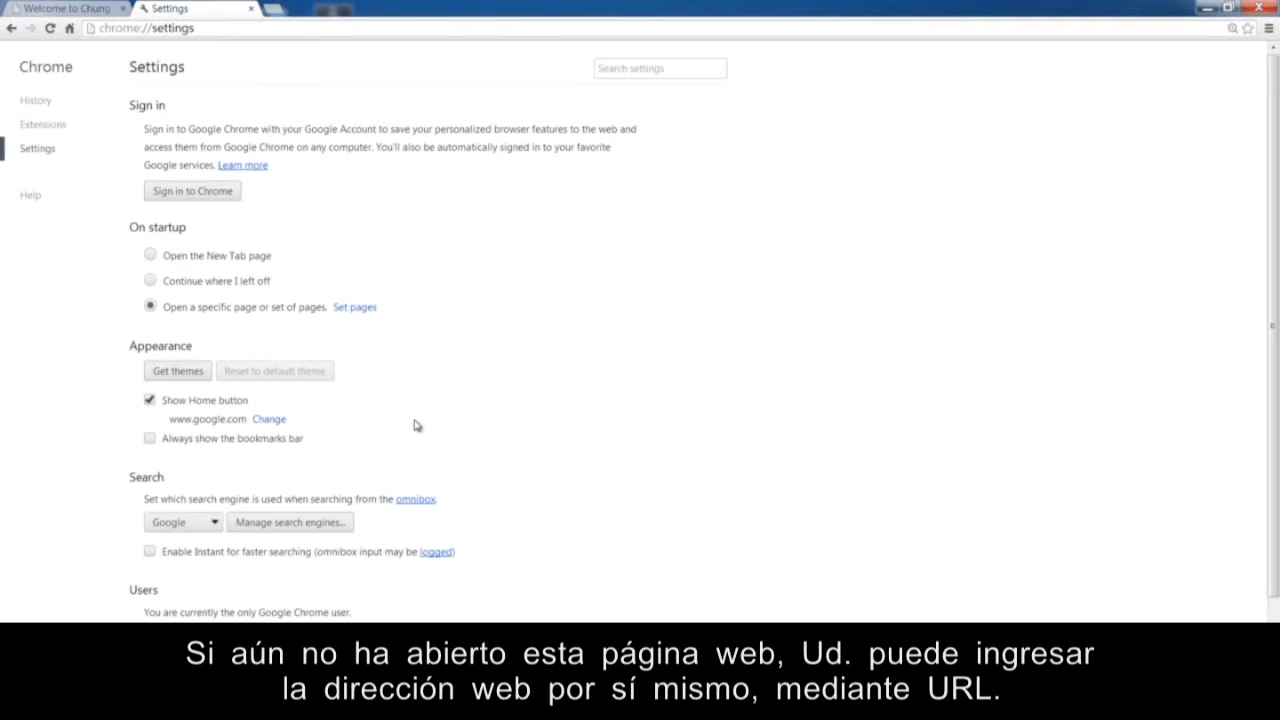 Welcome to Chung
Settings
chrome://settings
Chrome
Settings
Search settings
History
Extensions
Settings
Help
Sign in
Sign in to Google Chrome with your Google Account to save your personalized browser features to the web and
access them from Google Chrome on any computer. You'll also be automatically signed in to your favorite
Google services. Learn more
Sign in to Chrome
On startup
Open the New Tab page
Continue where I left off
Open a specific page or set of pages. Set pages
Appearance
Get themes Reset to default theme
Show Home button
www.google.com Change
Always show the bookmarks bar
Search
Set which search engine is used when searching from the omnibox.
Google Manage search engines...
Enable Instant for faster searching (omnibox input may be logged)
Users
You are currently the only Google Chrome user.
Si aún no ha abierto esta página web, Ud. puede ingresar
la dirección web por sí mismo, mediante URL.